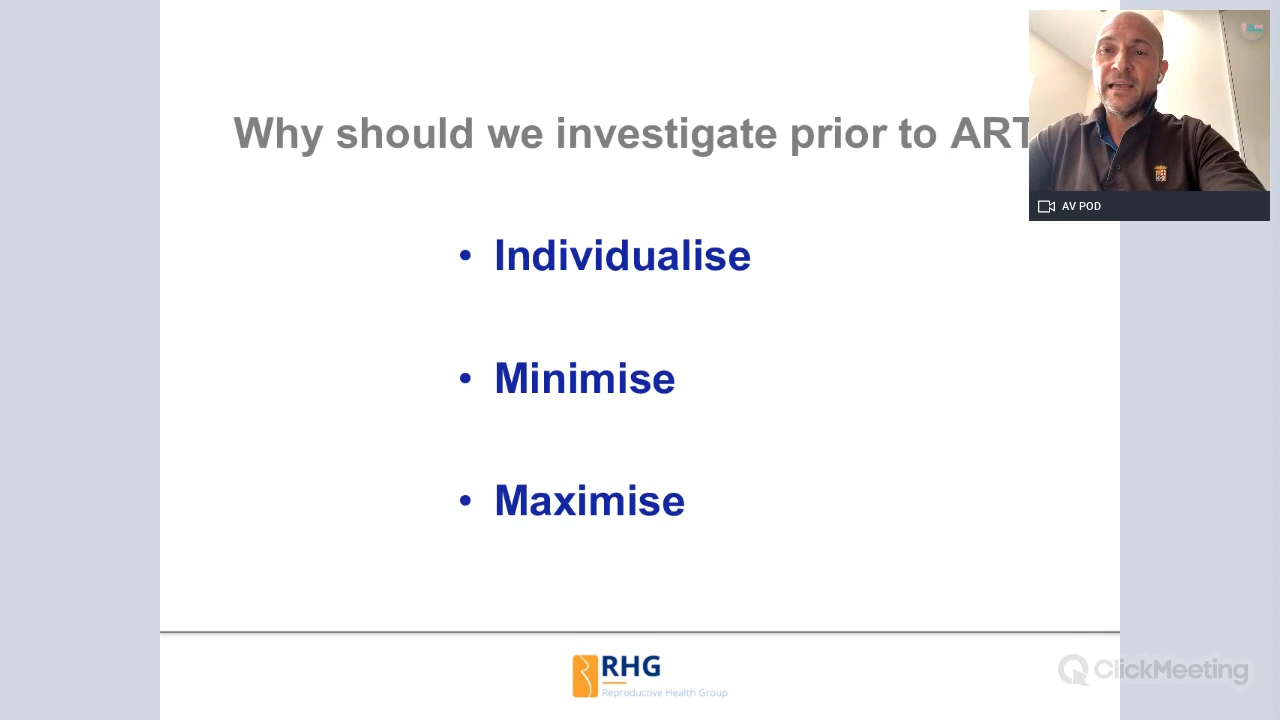 Why should we investigate prior to ART
• Individualise
• Minimise
• Maximise
AV POD
RHG
Reproductive Health Group
ClickMeeting